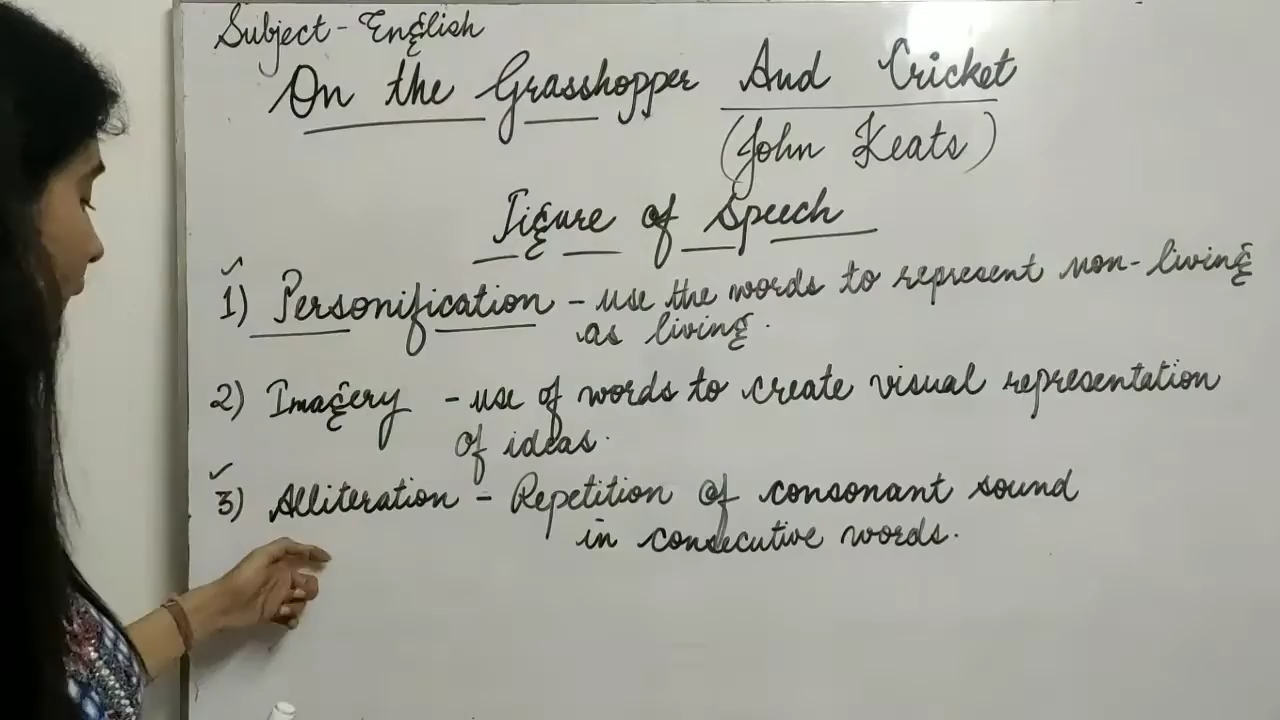 Subject - English
On the Grasshopper And Cricket
(John Keats)
Figure of Speech
1) Personification - use the words to represent non-living
as living.
2) Imagery - use of words to create visual representation
of ideas.
3) Alliteration - Repetition of consonant sound
in consecutive words.